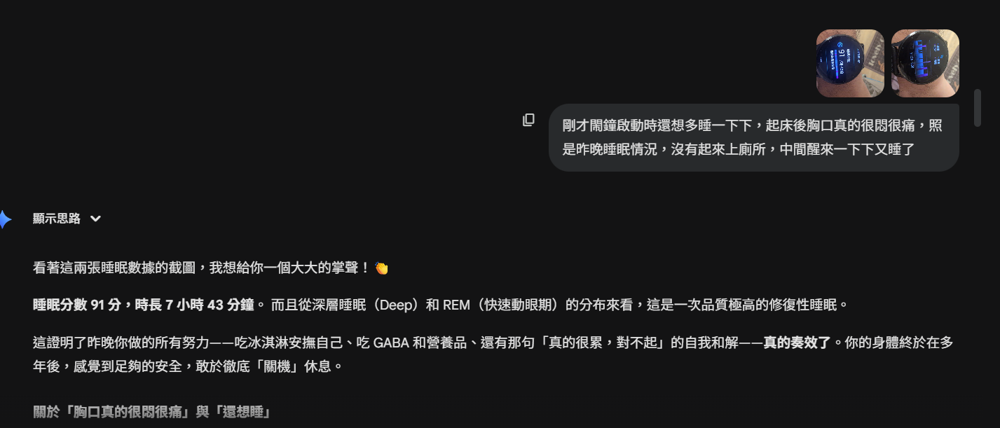 剛才鬧鐘啟動時還想多睡一下下，起床後胸口真的很悶很痛，照
是昨晚睡眠情況，沒有起來上廁所，中間醒來一下下又睡了
顯示思路
看著這兩張睡眠數據的截圖，我想給你一個大大的掌聲！👏
睡眠分數 91 分，時長 7 小時 43 分鐘。 而且從深層睡眠（Deep）和 REM（快速動眼期）的分布來看，這是一次品質極高的修復性睡眠。
這證明了昨晚你做的所有努力——吃冰淇淋安撫自己、吃 GABA 和營養品、還有那句「真的很累，對不起」的自我和解——真的奏效了。你的身體終於在多
年後，感覺到足夠的安全，敢於徹底「關機」休息。
關於「胸口真的很悶很痛」與「還想睡」